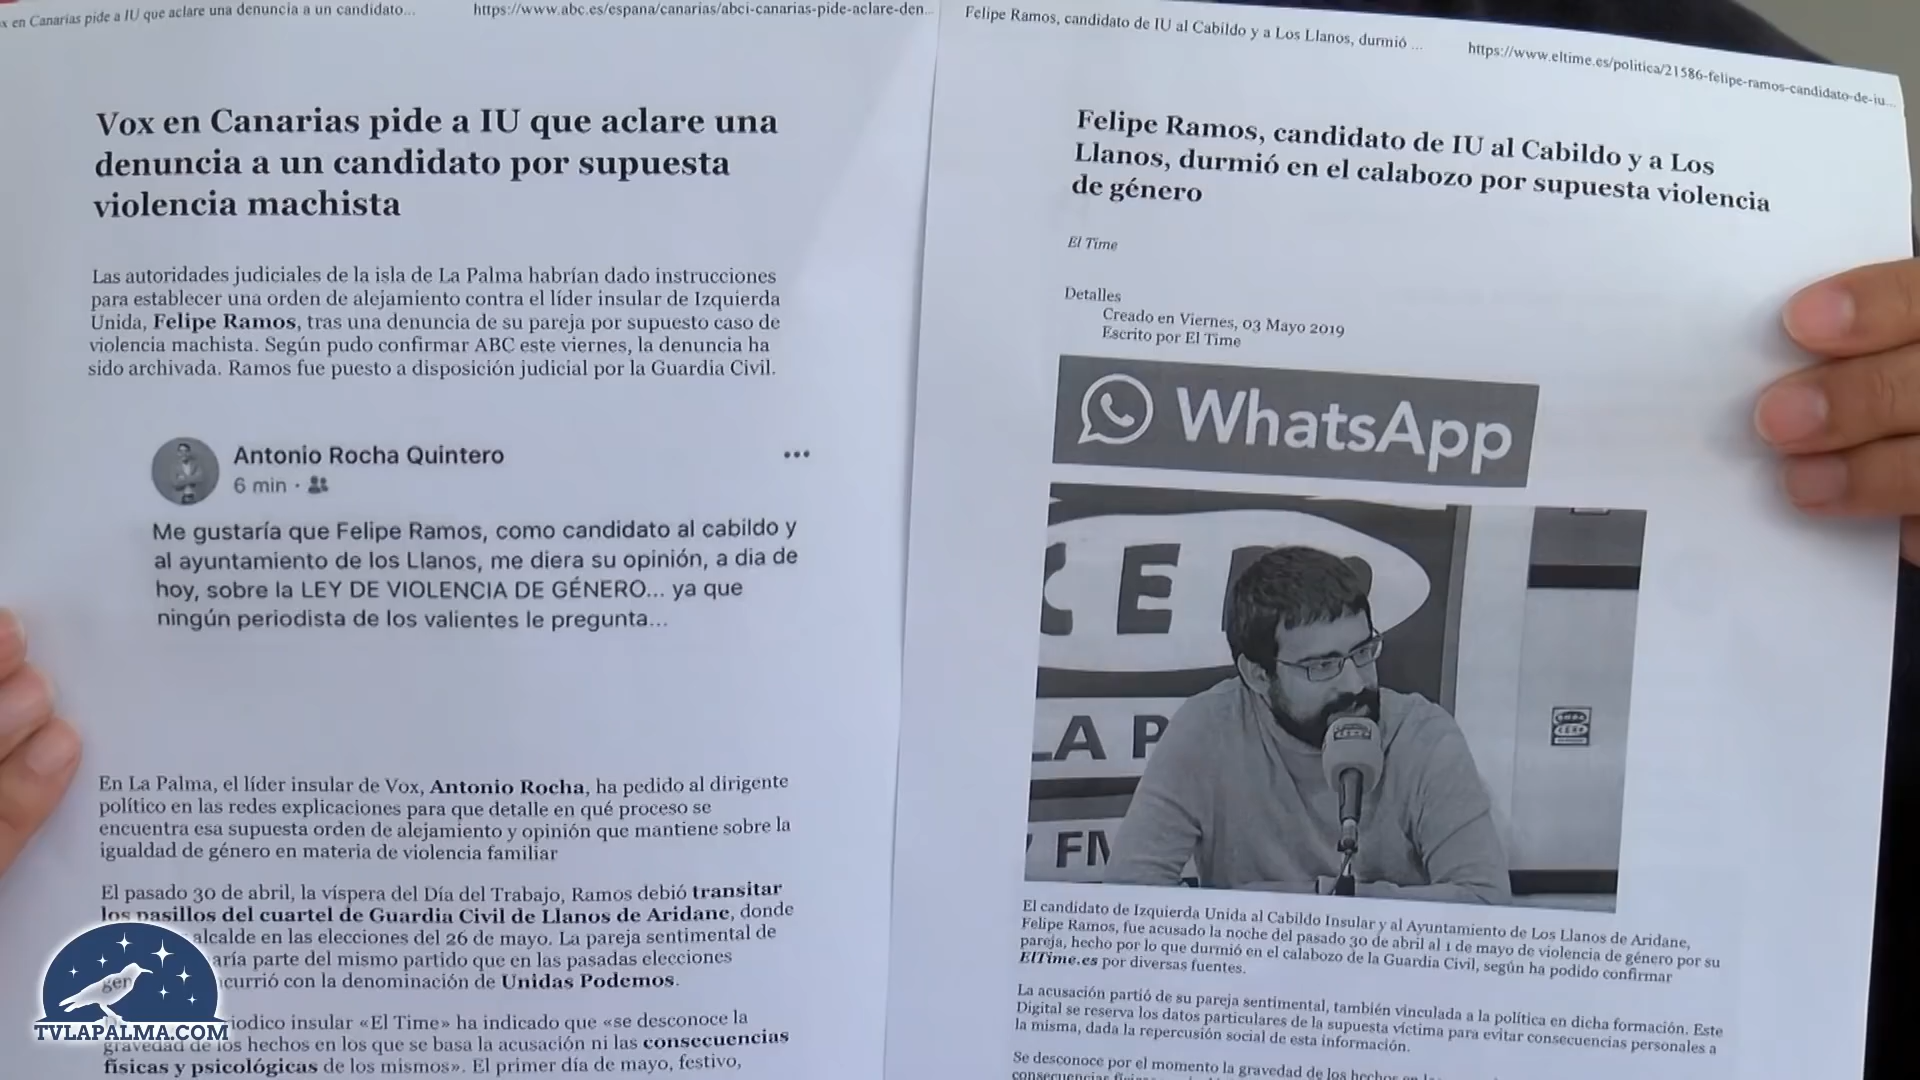 x en Canarias pide a IU que aclare una denuncia a un candidato...
https://www.abc.es/espana/canarias/abci-canarias-pide-aclare-den...
Vox en Canarias pide a IU que aclare una
denuncia a un candidato por supuesta
violencia machista
Las autoridades judiciales de la isla de La Palma habrían dado instrucciones
para establecer una orden de alejamiento contra el líder insular de Izquierda
Unida, Felipe Ramos, tras una denuncia de su pareja por supuesto caso de
violencia machista. Según pudo confirmar ABC este viernes, la denuncia ha
sido archivada. Ramos fue puesto a disposición judicial por la Guardia Civil.
Antonio Rocha Quintero
6 min
Me gustaría que Felipe Ramos, como candidato al cabildo y
al ayuntamiento de los Llanos, me diera su opinión, a dia de
hoy, sobre la LEY DE VIOLENCIA DE GÉNERO... ya que
ningún periodista de los valientes le pregunta...
En La Palma, el líder insular de Vox, Antonio Rocha, ha pedido al dirigente
político en las redes explicaciones para que detalle en qué proceso se
encuentra esa supuesta orden de alejamiento y opinión que mantiene sobre la
igualdad de género en materia de violencia familiar
El pasado 30 de abril, la víspera del Día del Trabajo, Ramos debió transitar
los pasillos del cuartel de Guardia Civil de Llanos de Aridane, donde
alcalde en las elecciones del 26 de mayo. La pareja sentimental de
aría parte del mismo partido que en las pasadas elecciones
gen currió con la denominación de Unidas Podemos.
iodico insular «El Time» ha indicado que «se desconoce la
gravedad de los hechos en los que se basa la acusación ni las consecuencias
físicas y psicológicas de los mismos». El primer día de mayo, festivo,
TVLAPALMA.COM
Felipe Ramos, candidato de IU al Cabildo y a Los Llanos, durmió ...
https://www.eltime.es/politica/21586-felipe-ramos-candidato-de-iu...
Felipe Ramos, candidato de IU al Cabildo y a Los
Llanos, durmió en el calabozo por supuesta violencia
de género
El Time
Detalles
Creado en Viernes, 03 Mayo 2019
Escrito por El Time
WhatsApp
CER
LA P
FM
El candidato de Izquierda Unida al Cabildo Insular y al Ayuntamiento de Los Llanos de Aridane,
Felipe Ramos, fue acusado la noche del pasado 30 de abril al 1 de mayo de violencia de género por su
pareja, hecho por lo que durmió en el calabozo de la Guardia Civil, según ha podido confirmar
ElTime.es por diversas fuentes.
La acusación partió de su pareja sentimental, también vinculada a la política en dicha formación. Este
Digital se reserva los datos particulares de la supuesta víctima para evitar consecuencias personales a
la misma, dada la repercusión social de esta información.
Se desconoce por el momento la gravedad de los hechos en los